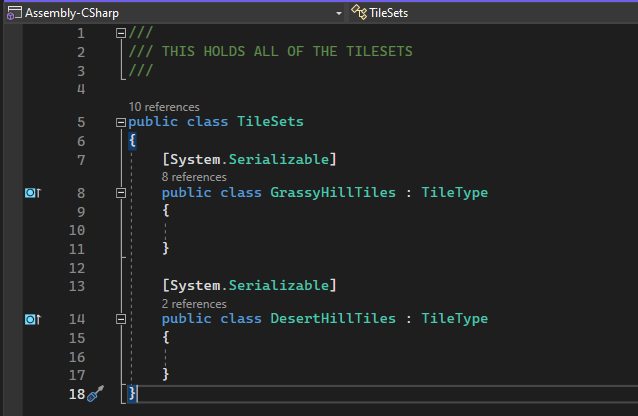 Assembly-CSharp TileSets
1 ///
2 /// THIS HOLDS ALL OF THE TILESETS
3 ///
4
10 references
5 public class TileSets
6 {
7 [System.Serializable]
8 references
8 public class GrassyHillTiles : TileType
9 {
10
11 }
12
13 [System.Serializable]
2 references
14 public class DesertHillTiles : TileType
15 {
16
17 }
18 }